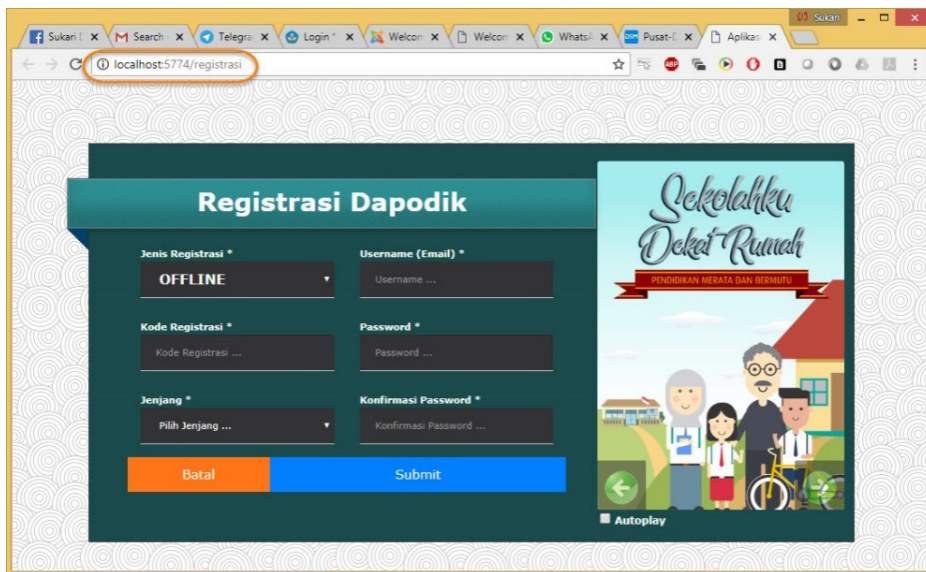 Sukan
Sukari
Search
Telegra
Login
Welcom
Welcom
Whats
Pusat-
Aplikas
localhost:5774/registrasi
Registrasi Dapodik
Jenis Registrasi *
Username (Email) *
OFFLINE
Username ...
Kode Registrasi *
Password *
Kode Registrasi ...
Password ...
Jenjang *
Konfirmasi Password *
Pilih Jenjang ...
Konfirmasi Password ...
Batal
Submit
Sekolahku
Dekat Rumah
PENDIDIKAN MERATA DAN BERMUTU
Autoplay